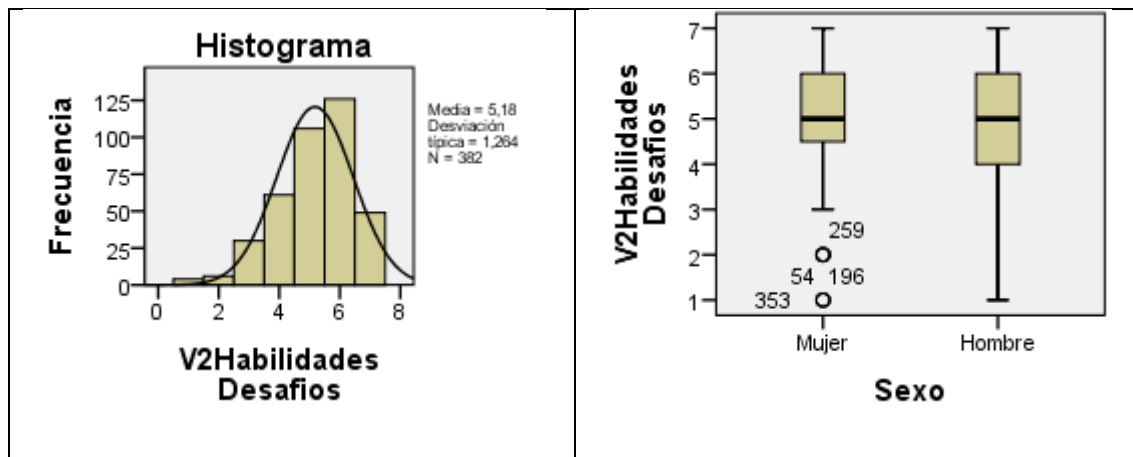 Histograma
Frecuencia
125
100
75
50
25
0
0 2 4 6 8
V2Habilidades
Desafios
Media = 5,18
Desviación
típica = 1,264
N = 382
V2Habilidades
Desafios
7
6
5
4
3
2
1
259
54 196
353
Mujer Hombre
Sexo